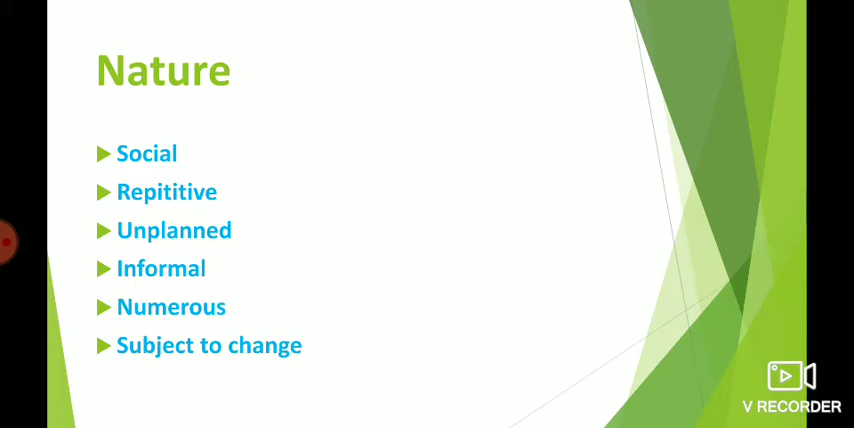 Nature
Social
Repititive
Unplanned
Informal
Numerous
Subject to change
V RECORDER